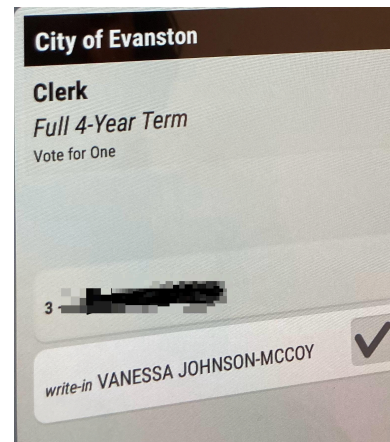 City of Evanston
Clerk
Full 4-Year Term
Vote for One
3
write-in VANESSA JOHNSON-MCCOY